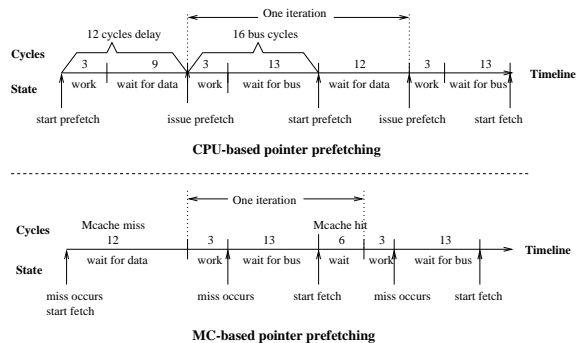 One iteration
12 cycles delay
16 bus cycles
Cycles
3 9 3 13 12 3 13
Timeline
State
work wait for data work wait for bus wait for data work wait for bus
start prefetch issue prefetch start prefetch issue prefetch start fetch
CPU-based pointer prefetching
One iteration
Cycles
Mcache miss Mcache hit
12 3 13 6 3 13
Timeline
State
wait for data work wait for bus wait work wait for bus
miss occurs miss occurs start fetch miss occurs start fetch
start fetch
MC-based pointer prefetching